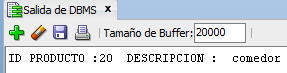 Salida de DBMS
Tamaño de Buffer: 20000
ID PRODUCTO :20 DESCRIPCION : comedor